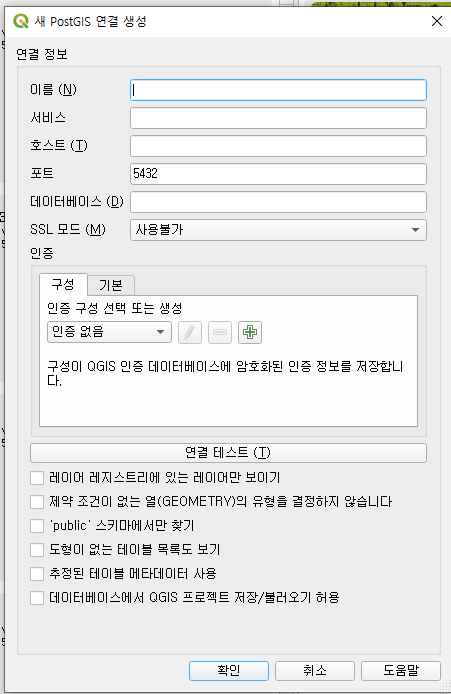 새 PostGIS 연결 생성
연결 정보
이름 (N)
서비스
호스트 (T)
포트 5432
데이터베이스 (D)
SSL 모드 (M) 사용불가
인증
구성 기본
인증 구성 선택 또는 생성
인증 없음
구성이 QGIS 인증 데이터베이스에 암호화된 인증 정보를 저장합니
다.
연결 테스트 (T)
레이어 레지스트리에 있는 레이어만 보이기
제약 조건이 없는 열(GEOMETRY)의 유형을 결정하지 않습니다
'public' 스키마에서만 찾기
도형이 없는 테이블 목록도 보기
추정된 테이블 메타데이터 사용
데이터베이스에서 QGIS 프로젝트 저장/불러오기 허용
확인 취소 도움말